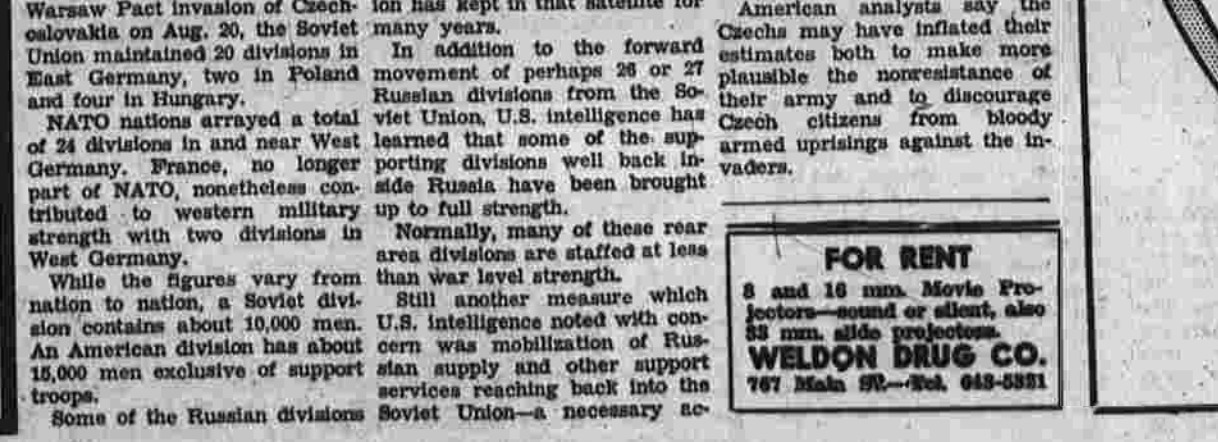 Warsaw Pact invasion of Czech-
oslovakia on Aug. 20, the Soviet
Union maintained 20 divisions in
East Germany, two in Poland
and four in Hungary.
NATO nations arrayed a total
of 24 divisions in and near West
Germany. France, no longer
part of NATO, nonetheless con-
tributed to western military
strength with two divisions in
West Germany.
While the figures vary from
nation to nation, a Soviet divi-
sion contains about 10,000 men.
An American division has about
15,000 men exclusive of support
troops.
Some of the Russian divisions
ion has kept in that satellite for
many years.
In addition to the forward
movement of perhaps 26 or 27
Russian divisions from the So-
viet Union, U.S. intelligence has
learned that some of the sup-
porting divisions well back in-
side Russia have been brought
up to full strength.
Normally, many of these rear
area divisions are staffed at less
than war level strength.
Still another measure which
U.S. intelligence noted with con-
cern was mobilization of Rus-
sian supply and other support
services reaching back into the
Soviet Union—a necessary ac-
American analysts say the
Czechs may have inflated their
estimates both to make more
plausible the nonresistance of
their army and to discourage
Czech citizens from bloody
armed uprisings against the in-
vaders.
FOR RENT
8 and 16 mm. Movie Pro-
jectors—sound or silent, also
35 mm. slide projectors.
WELDON DRUG CO.
767 Main St.—Tel. 643-5321